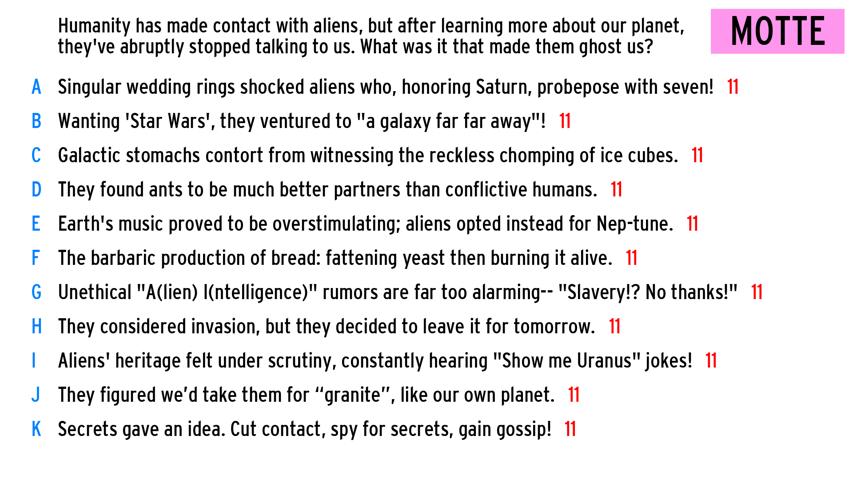 Humanity has made contact with aliens, but after learning more about our planet,
they've abruptly stopped talking to us. What was it that made them ghost us?
MOTTE
A Singular wedding rings shocked aliens who, honoring Saturn, probepose with seven! 11
B Wanting 'Star Wars', they ventured to "a galaxy far far away"! 11
C Galactic stomachs contort from witnessing the reckless chomping of ice cubes. 11
D They found ants to be much better partners than conflictive humans. 11
E Earth's music proved to be overstimulating; aliens opted instead for Nep-tune. 11
F The barbaric production of bread: fattening yeast then burning it alive. 11
G Unethical "A(lien) I(ntelligence)" rumors are far too alarming-- "Slavery!? No thanks!" 11
H They considered invasion, but they decided to leave it for tomorrow. 11
I Aliens' heritage felt under scrutiny, constantly hearing "Show me Uranus" jokes! 11
J They figured we’d take them for “granite”, like our own planet. 11
K Secrets gave an idea. Cut contact, spy for secrets, gain gossip! 11